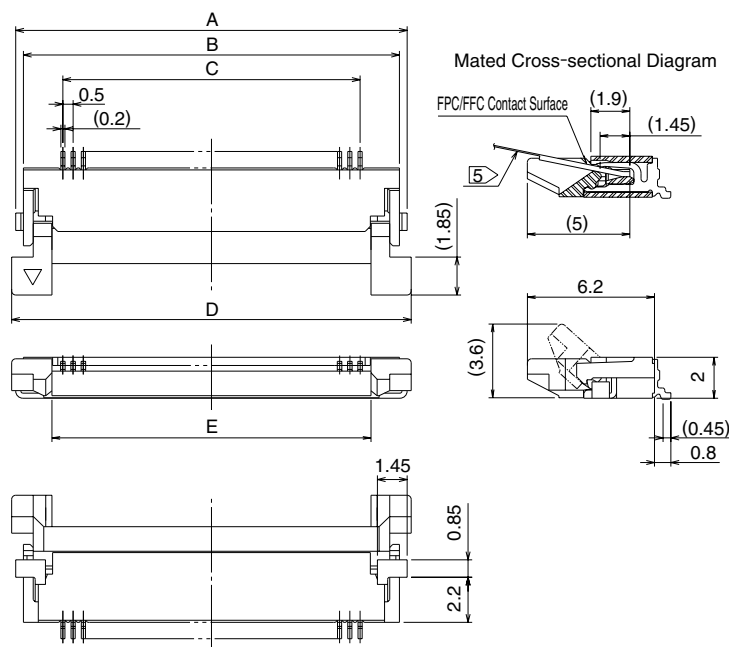 A
B
C
0.5
(0.2)
Mated Cross-sectional Diagram
(1.9)
FPC/FFC Contact Surface
(1.45)
5
(5)
(1.85)
D
6.2
(3.6)
2
(0.45)
0.8
E
1.45
0.85
2.2